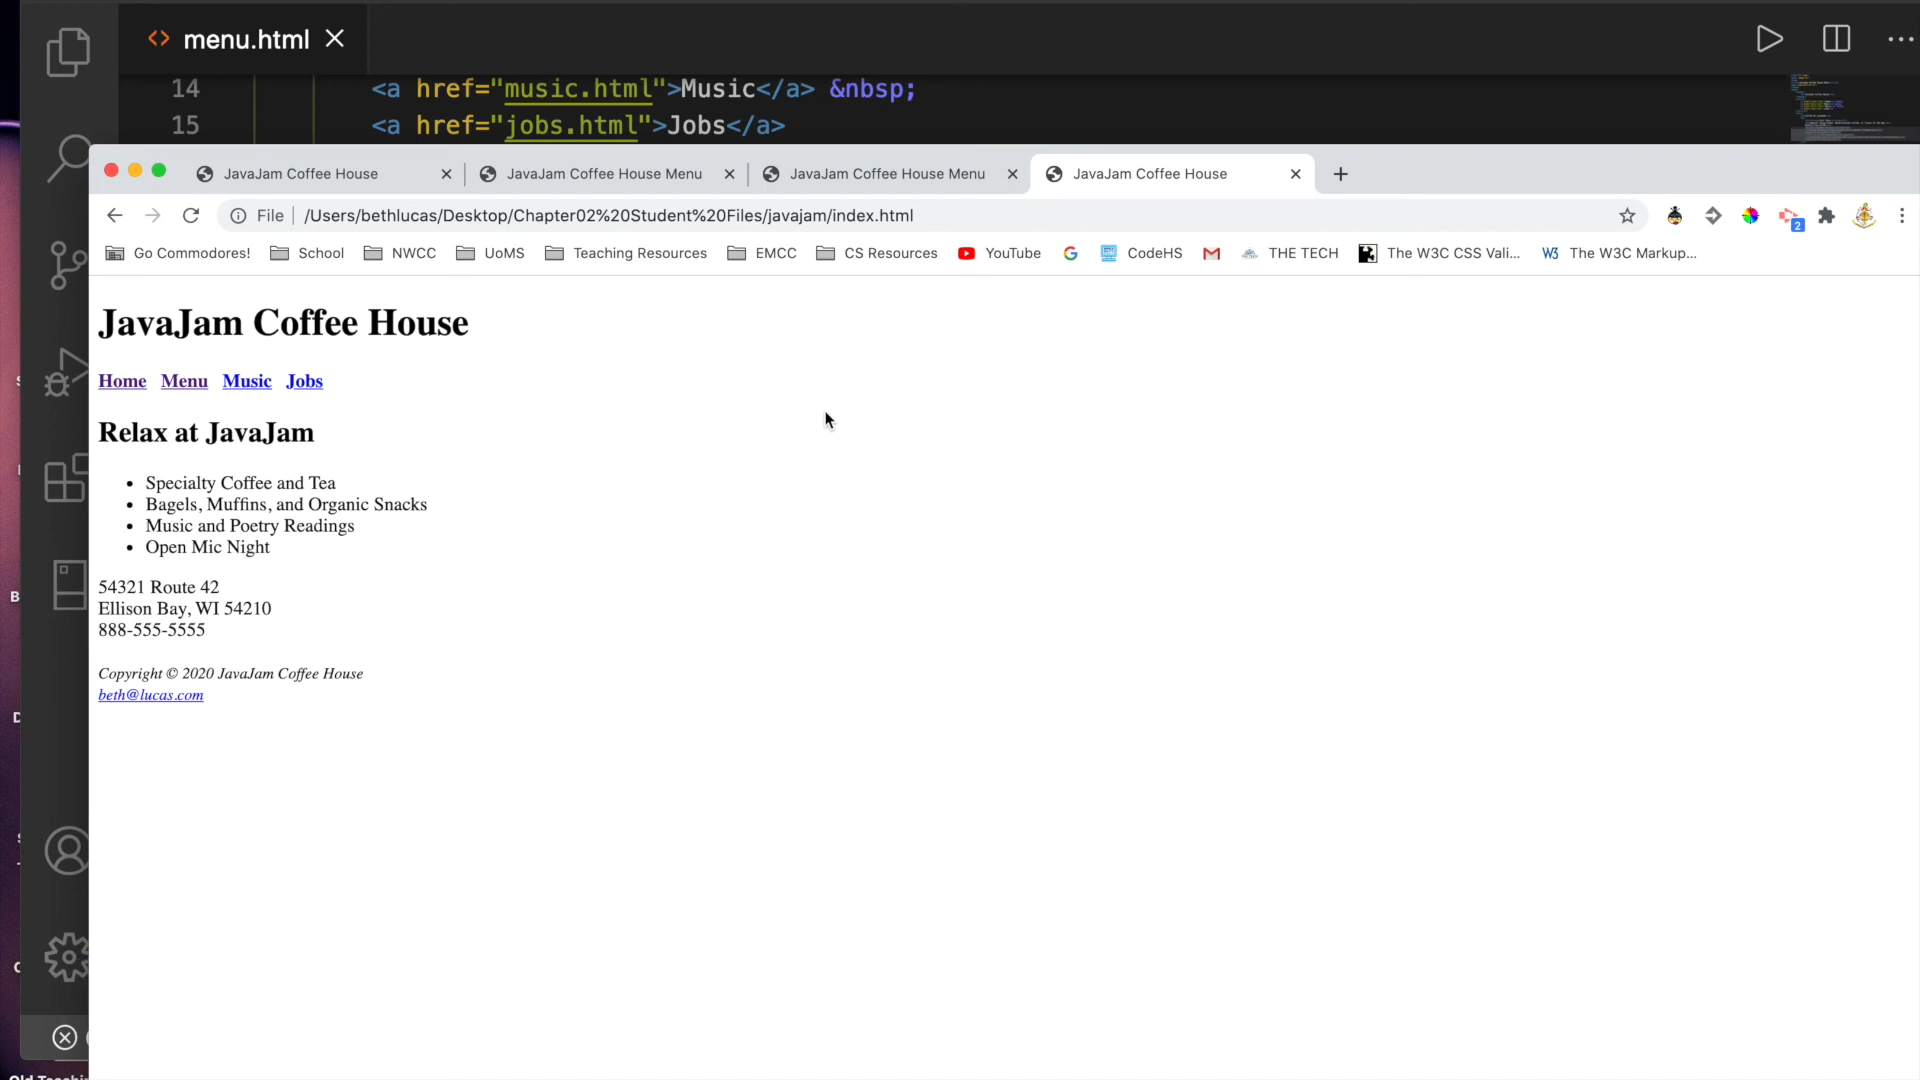 menu.html
14 <a href="music.html">Music</a> &nbsp;
15 <a href="jobs.html">Jobs</a>
JavaJam Coffee House JavaJam Coffee House Menu JavaJam Coffee House Menu JavaJam Coffee House
File /Users/bethlucas/Desktop/Chapter02%20Student%20Files/javajam/index.html
2
Go Commodores! School NWCC UoMS Teaching Resources EMCC CS Resources YouTube CodeHS THE TECH The W3C CSS Vali... The W3C Markup...
JavaJam Coffee House
Home Menu Music Jobs
Relax at JavaJam
• Specialty Coffee and Tea
• Bagels, Muffins, and Organic Snacks
• Music and Poetry Readings
• Open Mic Night
54321 Route 42
Ellison Bay, WI 54210
888-555-5555
Copyright © 2020 JavaJam Coffee House
beth@lucas.com